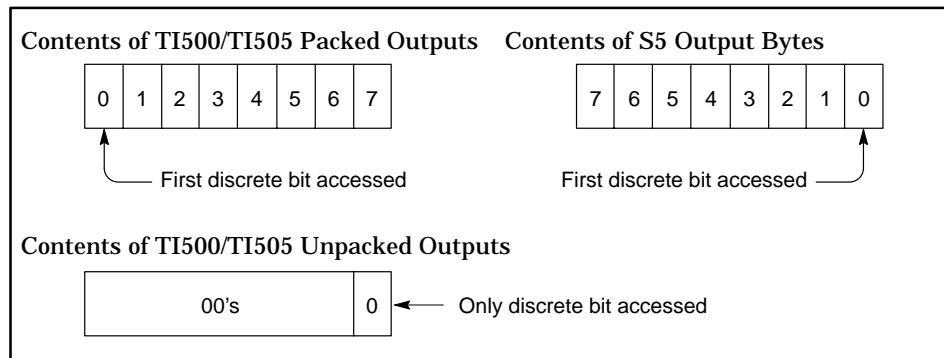 Contents of TI500/TI505 Packed Outputs
0 1 2 3 4 5 6 7
First discrete bit accessed
Contents of S5 Output Bytes
7 6 5 4 3 2 1 0
First discrete bit accessed
Contents of TI500/TI505 Unpacked Outputs
00's 0
Only discrete bit accessed